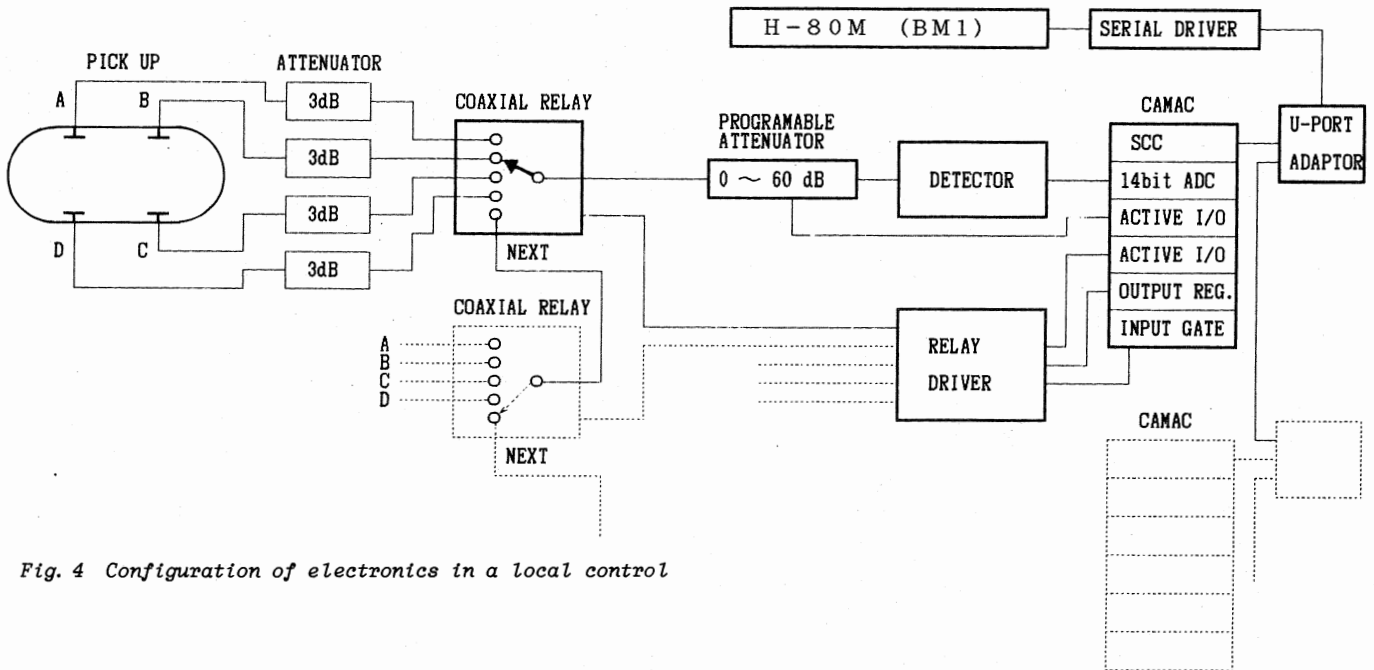 H-80M (BM1)
SERIAL DRIVER
PICK UP
ATTENUATOR
A
B
3dB
3dB
3dB
3dB
D
C
COAXIAL RELAY
NEXT
PROGRAMABLE
ATTENUATOR
0 ～ 60 dB
DETECTOR
CAMAC
SCC
14bit ADC
ACTIVE I/O
ACTIVE I/O
OUTPUT REG.
INPUT GATE
U-PORT
ADAPTOR
COAXIAL RELAY
A
B
C
D
NEXT
RELAY
DRIVER
CAMAC
Fig. 4 Configuration of electronics in a local control